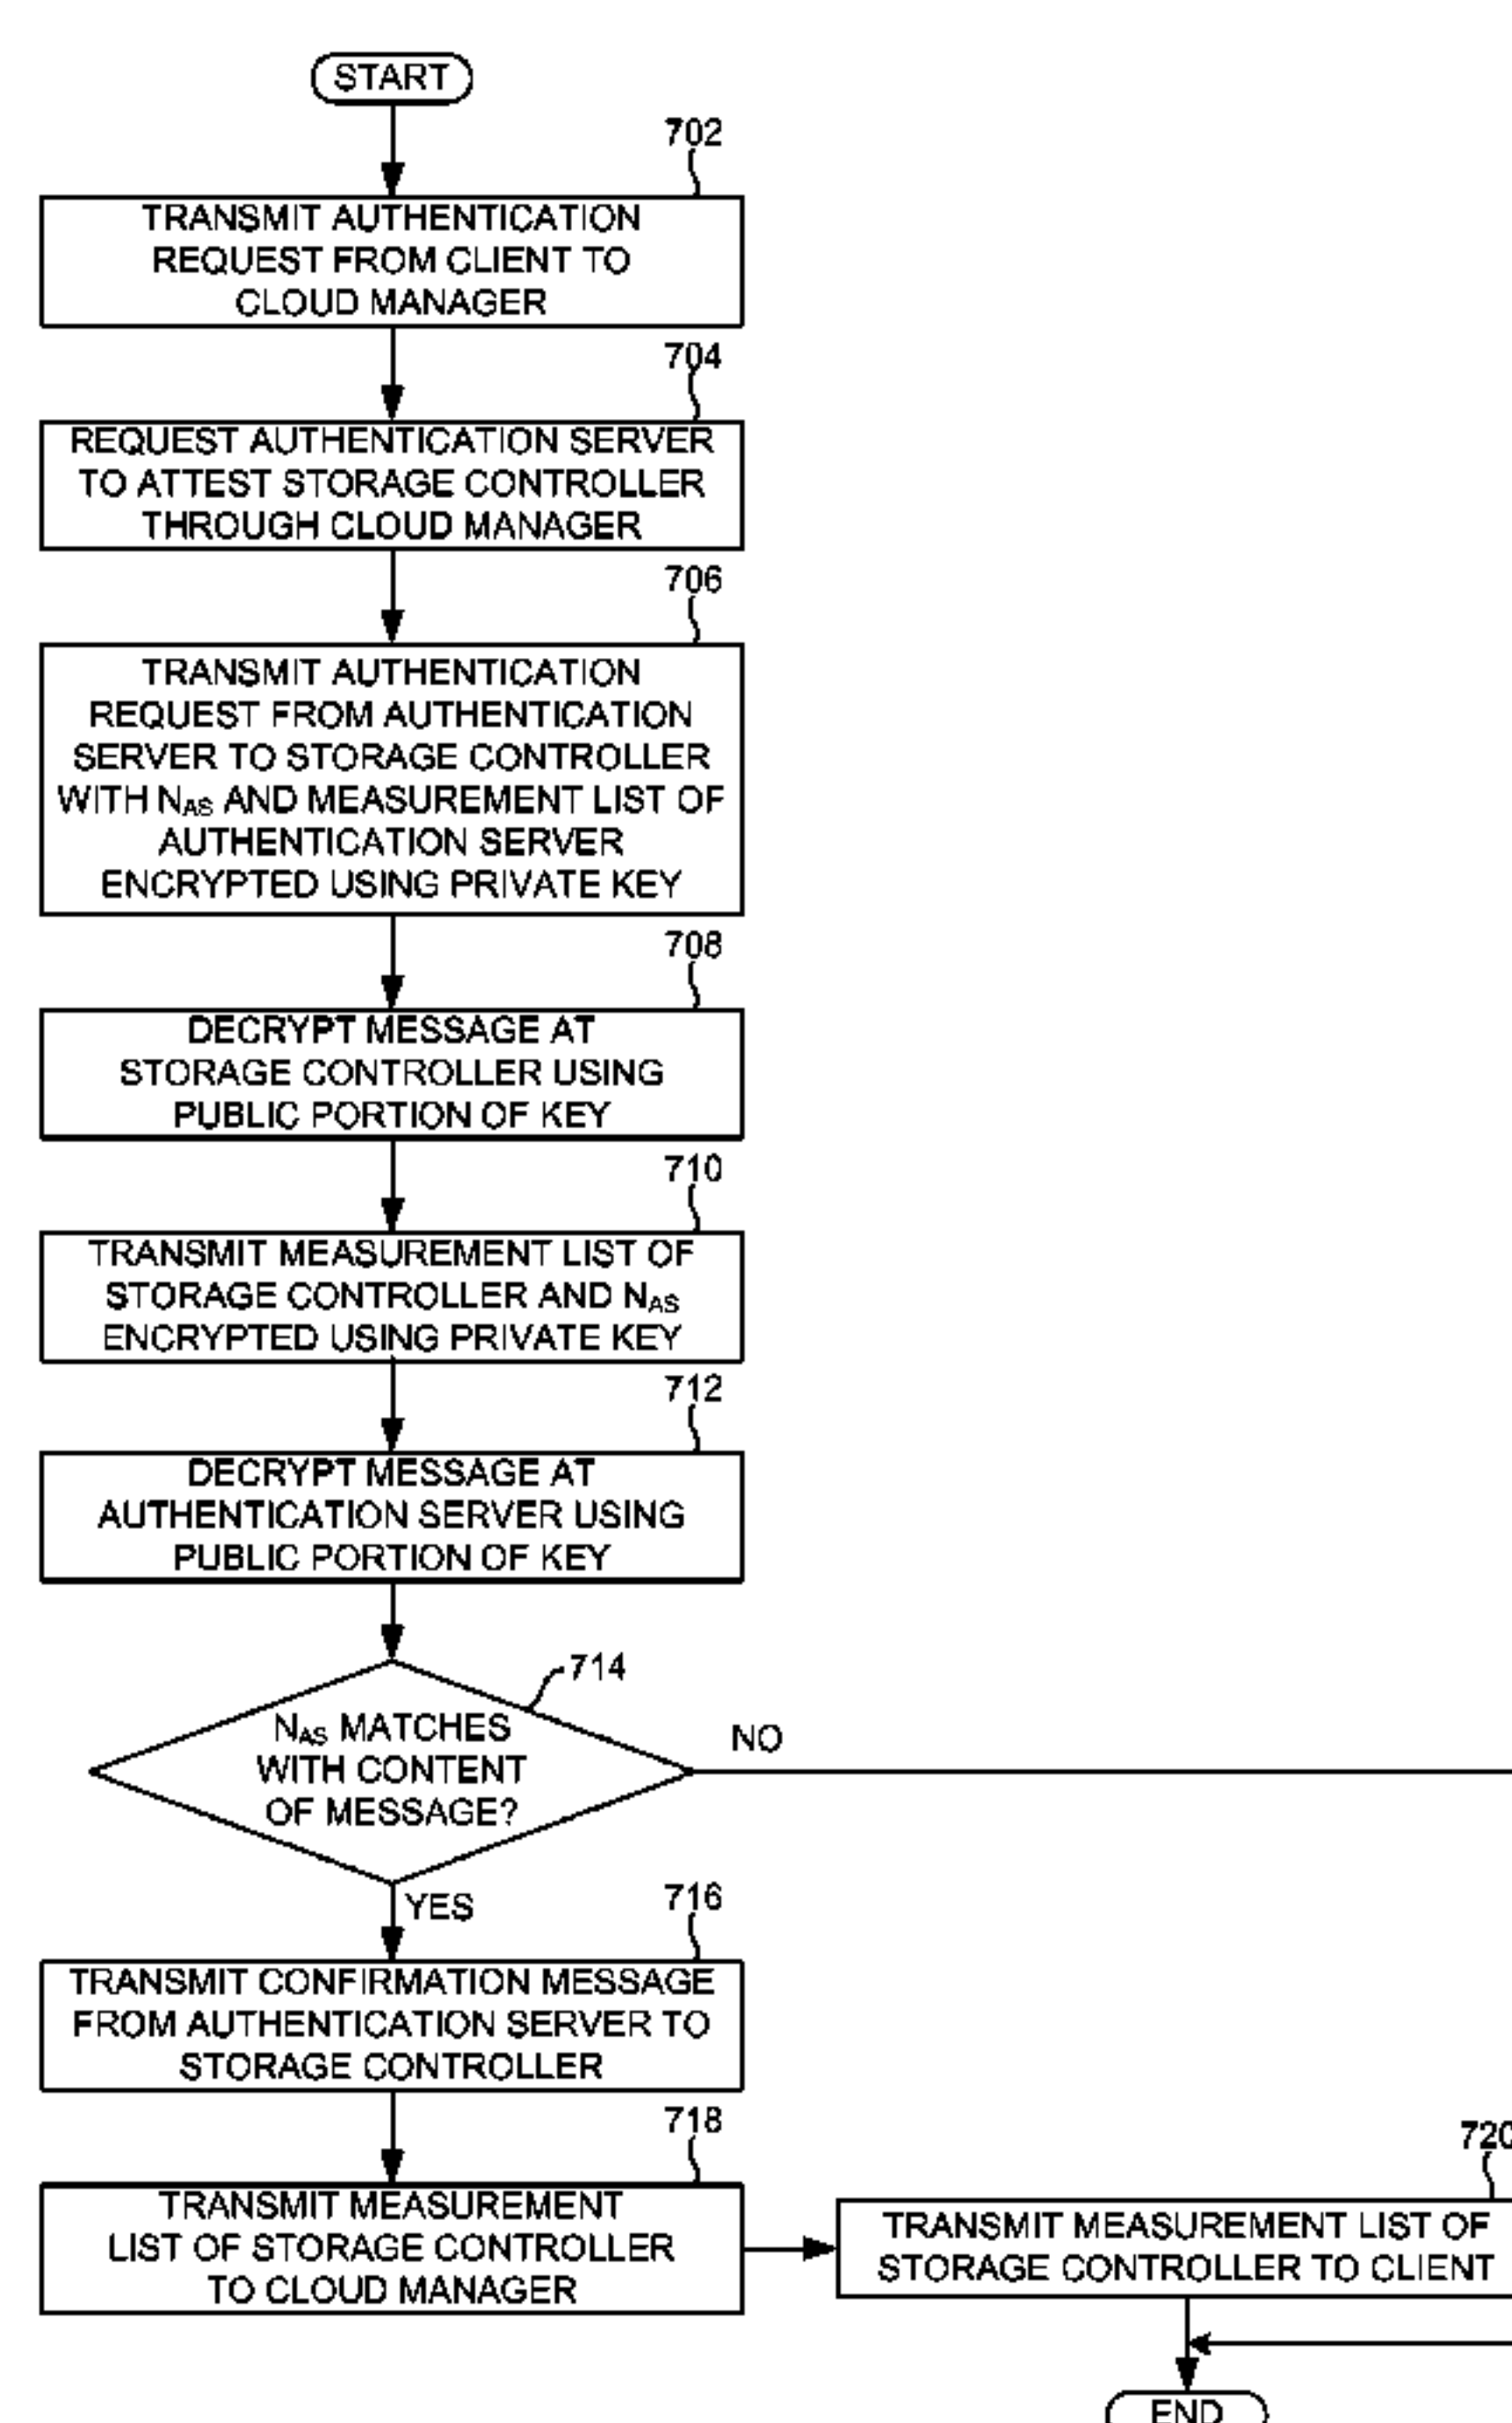 START
702
TRANSMIT AUTHENTICATION
REQUEST FROM CLIENT TO
CLOUD MANAGER
704
REQUEST AUTHENTICATION SERVER
TO ATTEST STORAGE CONTROLLER
THROUGH CLOUD MANAGER
706
TRANSMIT AUTHENTICATION
REQUEST FROM AUTHENTICATION
SERVER TO STORAGE CONTROLLER
WITH NAS AND MEASUREMENT LIST OF
AUTHENTICATION SERVER
ENCRYPTED USING PRIVATE KEY
708
DECRYPT MESSAGE AT
STORAGE CONTROLLER USING
PUBLIC PORTION OF KEY
710
TRANSMIT MEASUREMENT LIST OF
STORAGE CONTROLLER AND NAS
ENCRYPTED USING PRIVATE KEY
712
DECRYPT MESSAGE AT
AUTHENTICATION SERVER USING
PUBLIC PORTION OF KEY
714
NAS MATCHES
WITH CONTENT
OF MESSAGE?
NO
YES
716
TRANSMIT CONFIRMATION MESSAGE
FROM AUTHENTICATION SERVER TO
STORAGE CONTROLLER
718
TRANSMIT MEASUREMENT
LIST OF STORAGE CONTROLLER
TO CLOUD MANAGER
720
TRANSMIT MEASUREMENT LIST OF
STORAGE CONTROLLER TO CLIENT
END